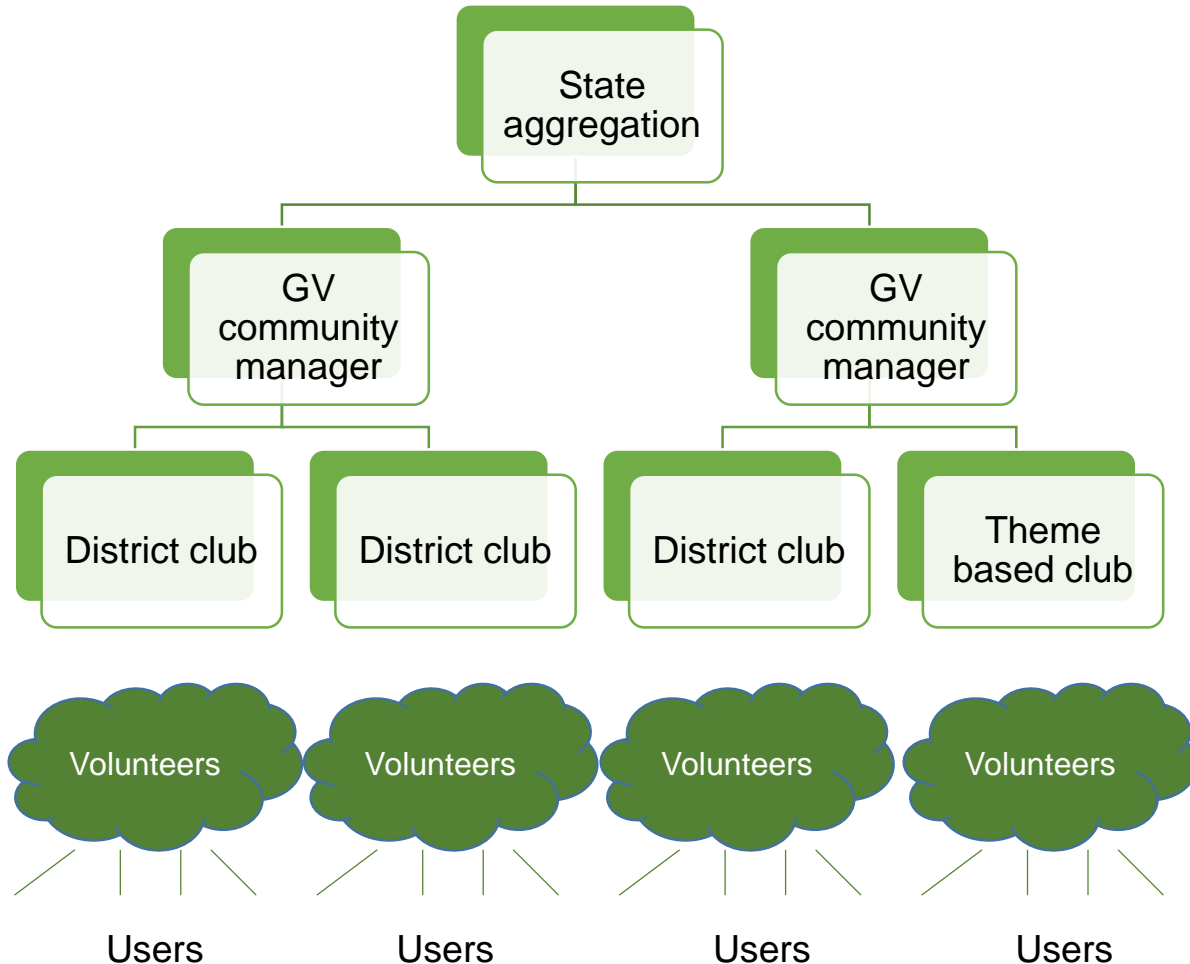 State
aggregation
GV
community
manager
GV
community
manager
District club
District club
District club
Theme
based club
Volunteers
Volunteers
Volunteers
Volunteers
Users
Users
Users
Users